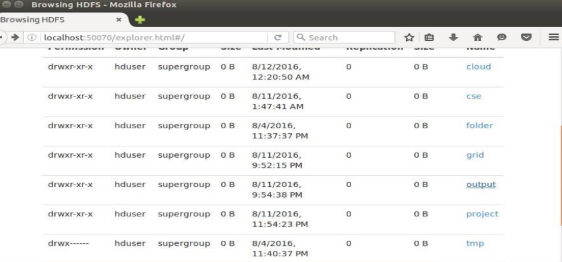 Browsing HDFS - Mozilla Firefox
Browsing HDFS ×
localhost:50070/explorer.html#/ Search
Permission Owner Group Size Last Modified Replication Size Name
drwxr-xr-x hduser supergroup 0 B 8/12/2016, 12:20:50 AM 0 0 B cloud
drwxr-xr-x hduser supergroup 0 B 8/11/2016, 1:47:41 AM 0 0 B cse
drwxr-xr-x hduser supergroup 0 B 8/4/2016, 11:37:37 PM 0 0 B folder
drwxr-xr-x hduser supergroup 0 B 8/11/2016, 9:52:15 PM 0 0 B grid
drwxr-xr-x hduser supergroup 0 B 8/11/2016, 9:54:38 PM 0 0 B output
drwxr-xr-x hduser supergroup 0 B 8/11/2016, 11:54:23 PM 0 0 B project
drwx------ hduser supergroup 0 B 8/4/2016, 11:40:37 PM 0 0 B tmp